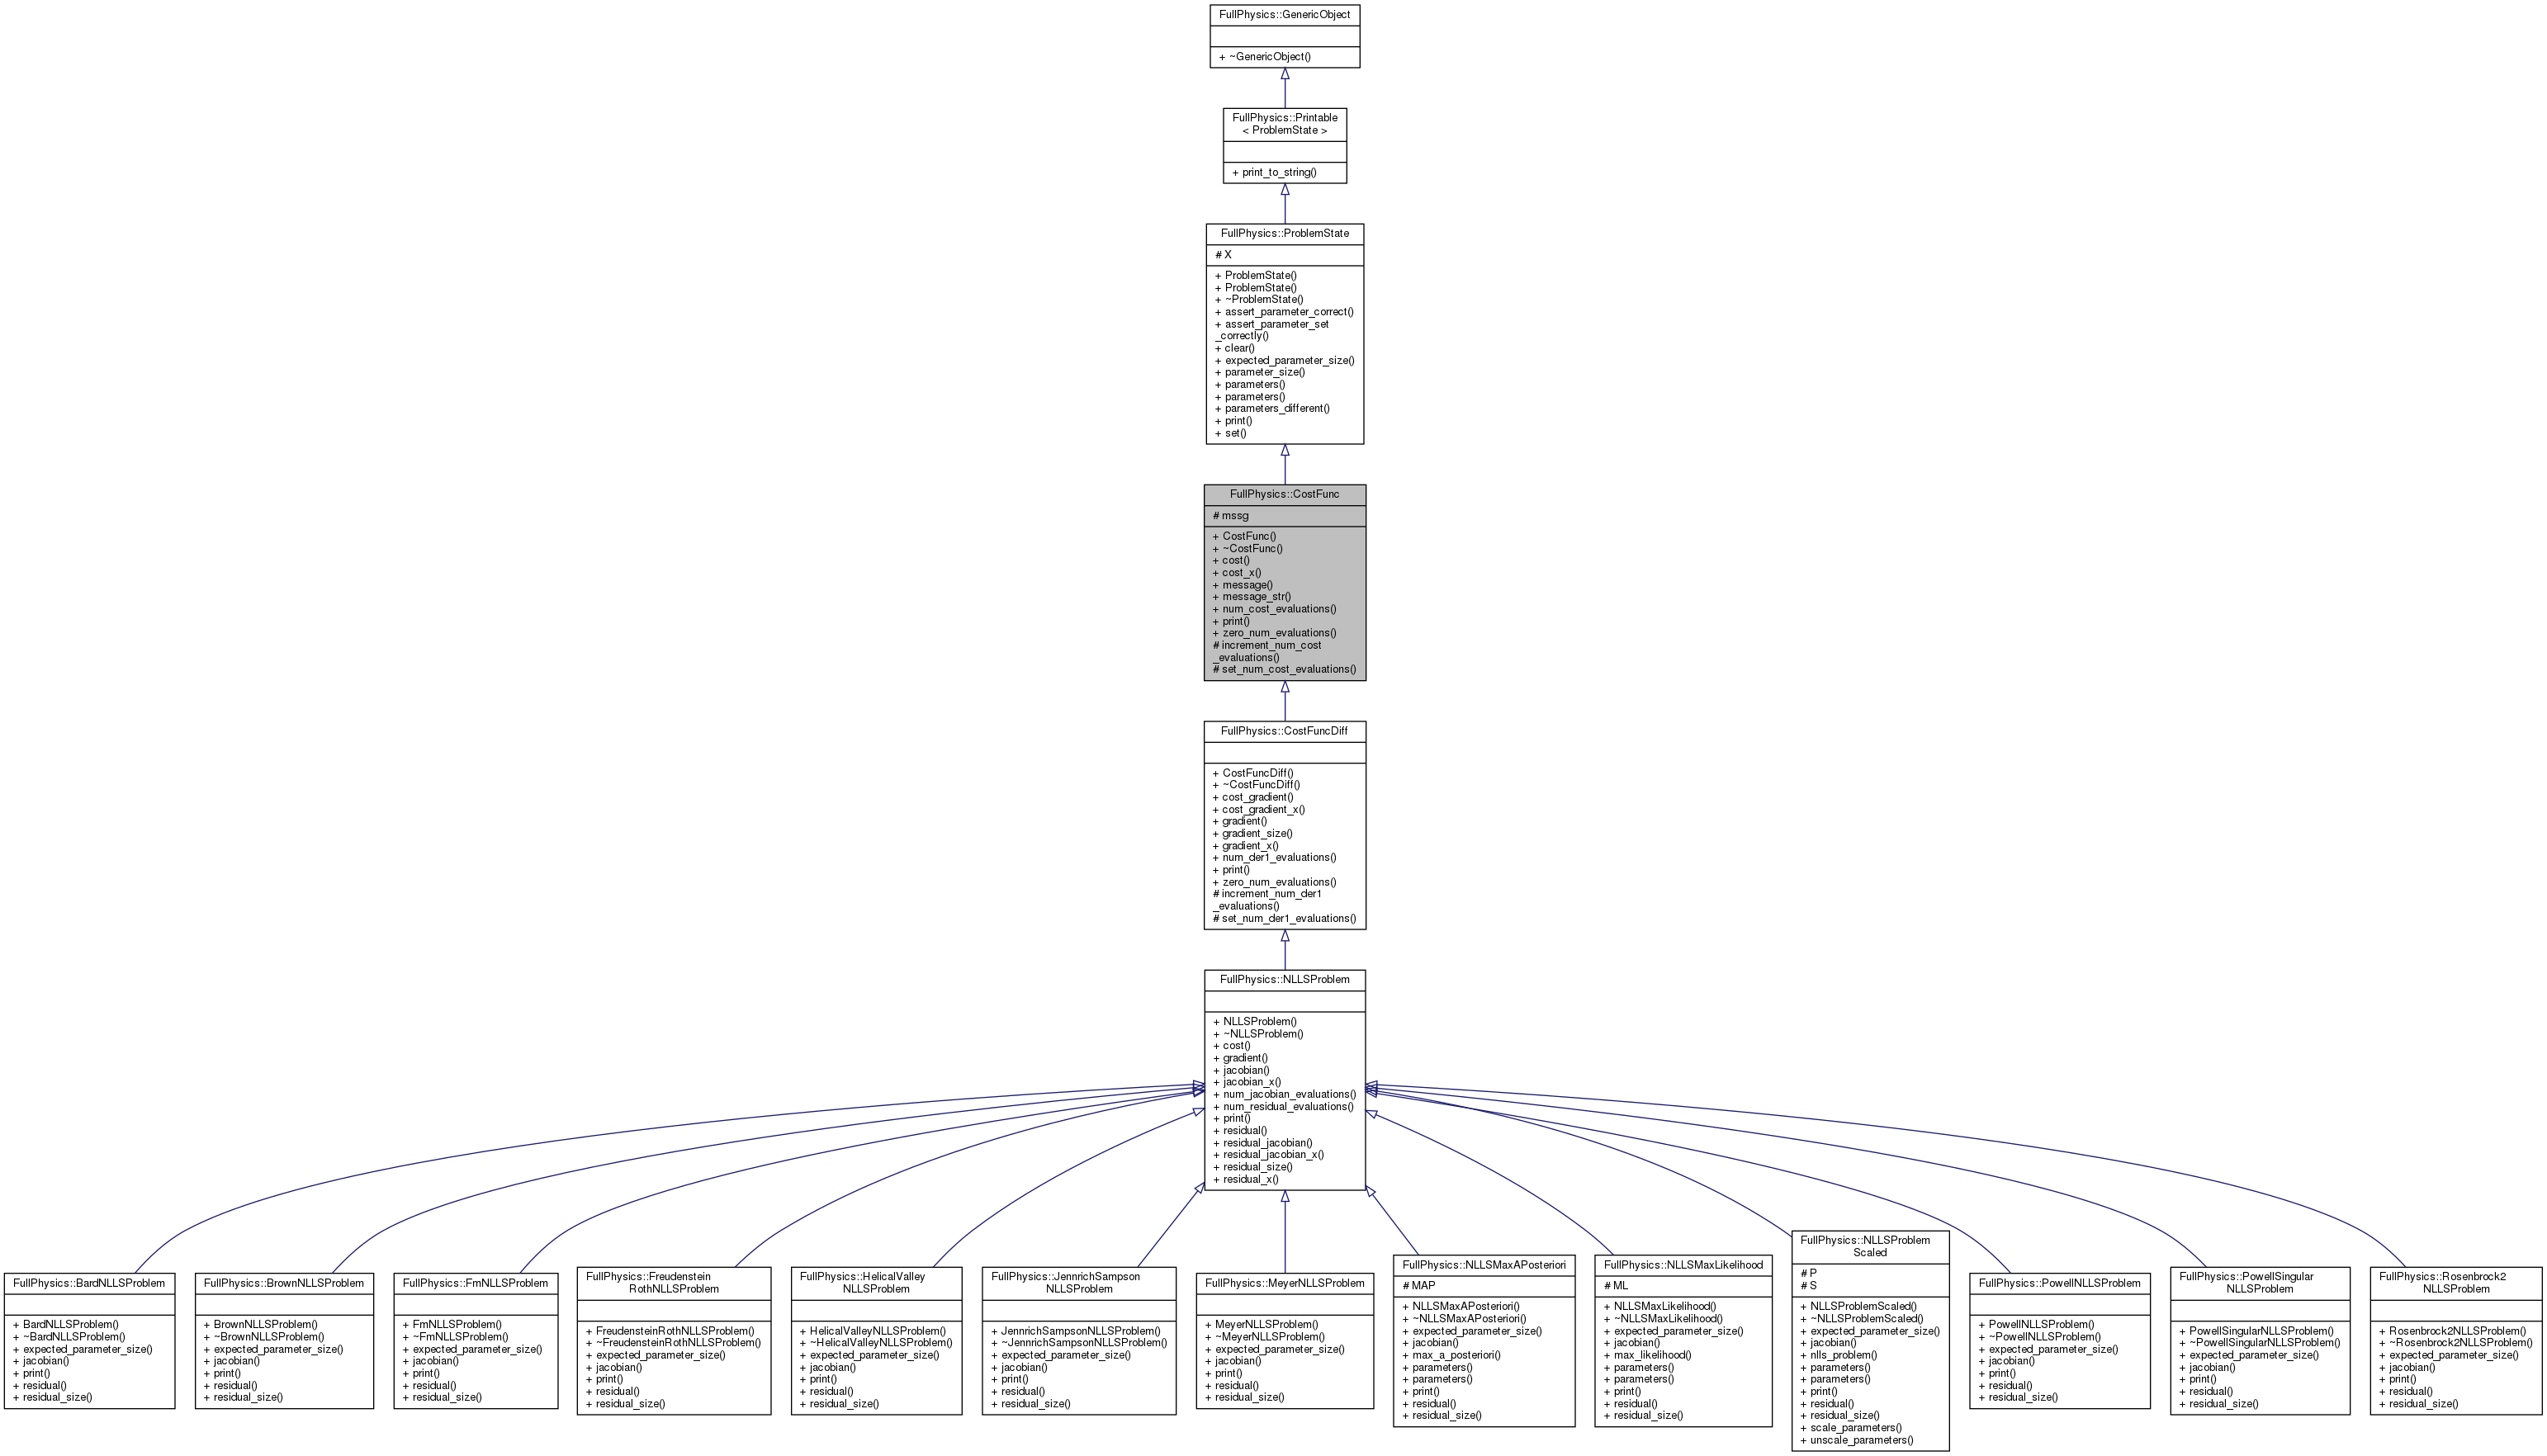 FullPhysics::GenericObject
+ ~GenericObject()
FullPhysics::Printable
< ProblemState >
+ print_to_string()
FullPhysics::ProblemState
# X
+ ProblemState()
+ ProblemState()
+ ~ProblemState()
+ assert_parameter_correct()
+ assert_parameter_set
_correctly()
+ clear()
+ expected_parameter_size()
+ parameter_size()
+ parameters()
+ parameters()
+ parameters_different()
+ print()
+ set()
FullPhysics::CostFunc
# mssg
+ CostFunc()
+ ~CostFunc()
+ cost()
+ cost_x()
+ message()
+ message_str()
+ num_cost_evaluations()
+ print()
+ zero_num_evaluations()
# increment_num_cost
_evaluations()
# set_num_cost_evaluations()
FullPhysics::CostFuncDiff
+ CostFuncDiff()
+ ~CostFuncDiff()
+ cost_gradient()
+ cost_gradient_x()
+ gradient()
+ gradient_size()
+ gradient_x()
+ num_der1_evaluations()
+ print()
+ zero_num_evaluations()
# increment_num_der1
_evaluations()
# set_num_der1_evaluations()
FullPhysics::NLLSProblem
+ NLLSProblem()
+ ~NLLSProblem()
+ cost()
+ gradient()
+ jacobian()
+ jacobian_x()
+ num_jacobian_evaluations()
+ num_residual_evaluations()
+ print()
+ residual()
+ residual_jacobian()
+ residual_jacobian_x()
+ residual_size()
+ residual_x()
FullPhysics::BardNLLSProblem
+ BardNLLSProblem()
+ ~BardNLLSProblem()
+ expected_parameter_size()
+ jacobian()
+ print()
+ residual()
+ residual_size()
FullPhysics::BrownNLLSProblem
+ BrownNLLSProblem()
+ ~BrownNLLSProblem()
+ expected_parameter_size()
+ jacobian()
+ print()
+ residual()
+ residual_size()
FullPhysics::FmNLLSProblem
+ FmNLLSProblem()
+ ~FmNLLSProblem()
+ expected_parameter_size()
+ jacobian()
+ print()
+ residual()
+ residual_size()
FullPhysics::Freudenstein
RothNLLSProblem
+ FreudensteinRothNLLSProblem()
+ ~FreudensteinRothNLLSProblem()
+ expected_parameter_size()
+ jacobian()
+ print()
+ residual()
+ residual_size()
FullPhysics::HelicalValley
NLLSProblem
+ HelicalValleyNLLSProblem()
+ ~HelicalValleyNLLSProblem()
+ expected_parameter_size()
+ jacobian()
+ print()
+ residual()
+ residual_size()
FullPhysics::JennrichSampson
NLLSProblem
+ JennrichSampsonNLLSProblem()
+ ~JennrichSampsonNLLSProblem()
+ expected_parameter_size()
+ jacobian()
+ print()
+ residual()
+ residual_size()
FullPhysics::MeyerNLLSProblem
+ MeyerNLLSProblem()
+ ~MeyerNLLSProblem()
+ expected_parameter_size()
+ jacobian()
+ print()
+ residual()
+ residual_size()
FullPhysics::NLLSMaxAPosteriori
# MAP
+ NLLSMaxAPosteriori()
+ ~NLLSMaxAPosteriori()
+ expected_parameter_size()
+ jacobian()
+ max_a_posteriori()
+ parameters()
+ parameters()
+ print()
+ residual()
+ residual_size()
FullPhysics::NLLSMaxLikelihood
# ML
+ NLLSMaxLikelihood()
+ ~NLLSMaxLikelihood()
+ expected_parameter_size()
+ jacobian()
+ max_likelihood()
+ parameters()
+ parameters()
+ print()
+ residual()
+ residual_size()
FullPhysics::NLLSProblem
Scaled
# P
# S
+ NLLSProblemScaled()
+ ~NLLSProblemScaled()
+ expected_parameter_size()
+ jacobian()
+ nlls_problem()
+ parameters()
+ parameters()
+ print()
+ residual()
+ residual_size()
+ scale_parameters()
+ unscale_parameters()
FullPhysics::PowellNLLSProblem
+ PowellNLLSProblem()
+ ~PowellNLLSProblem()
+ expected_parameter_size()
+ jacobian()
+ print()
+ residual()
+ residual_size()
FullPhysics::PowellSingular
NLLSProblem
+ PowellSingularNLLSProblem()
+ ~PowellSingularNLLSProblem()
+ expected_parameter_size()
+ jacobian()
+ print()
+ residual()
+ residual_size()
FullPhysics::Rosenbrock2
NLLSProblem
+ Rosenbrock2NLLSProblem()
+ ~Rosenbrock2NLLSProblem()
+ expected_parameter_size()
+ jacobian()
+ print()
+ residual()
+ residual_size()